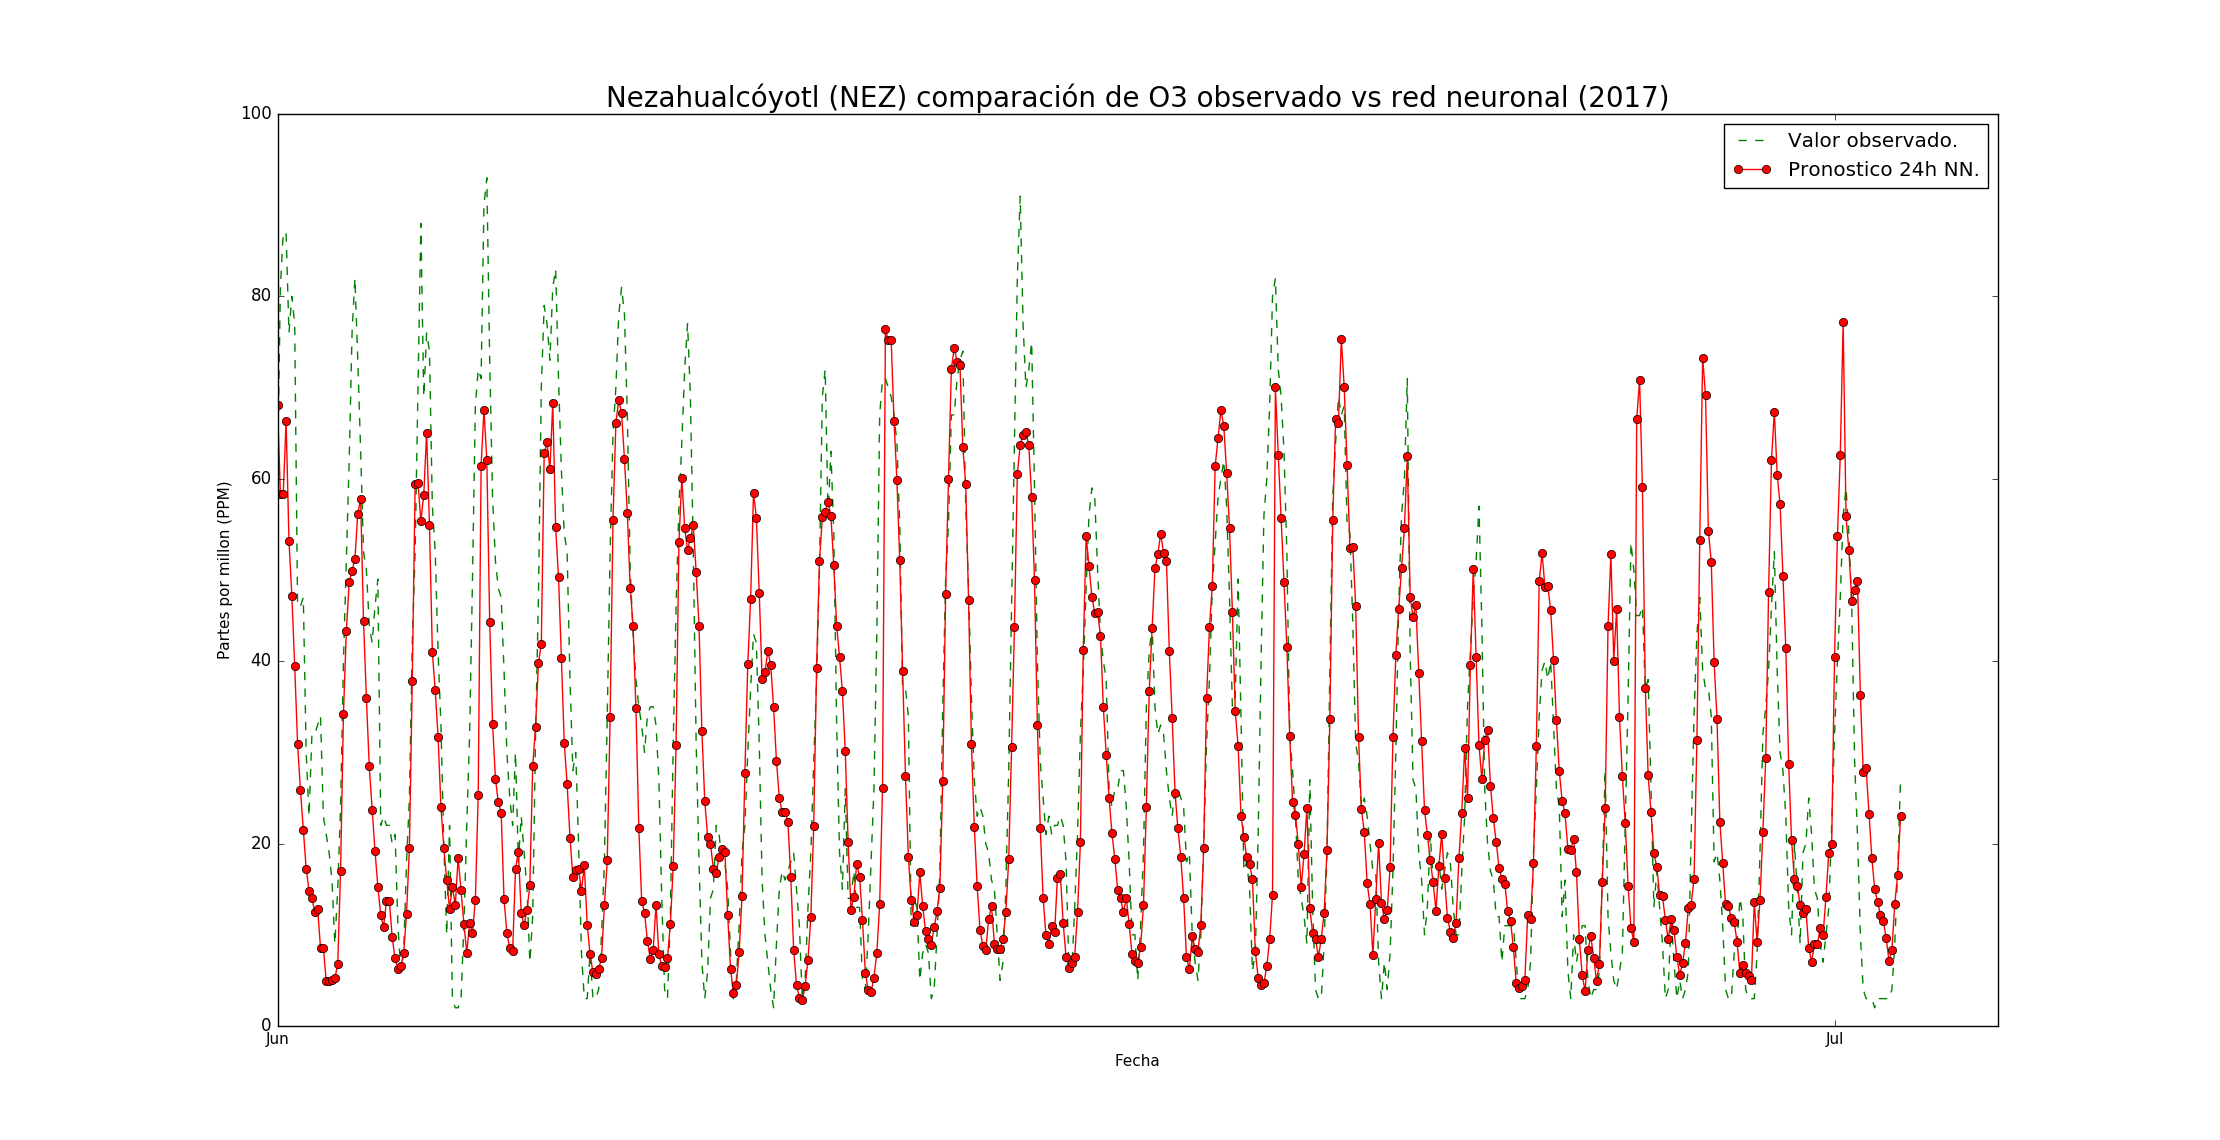 Nezahualcóyotl (NEZ) comparación de O3 observado vs red neuronal (2017)
100
80
60
40
20
0
Partes por millon (PPM)
Valor observado.
Pronostico 24h NN.
Jun
Jul
Fecha